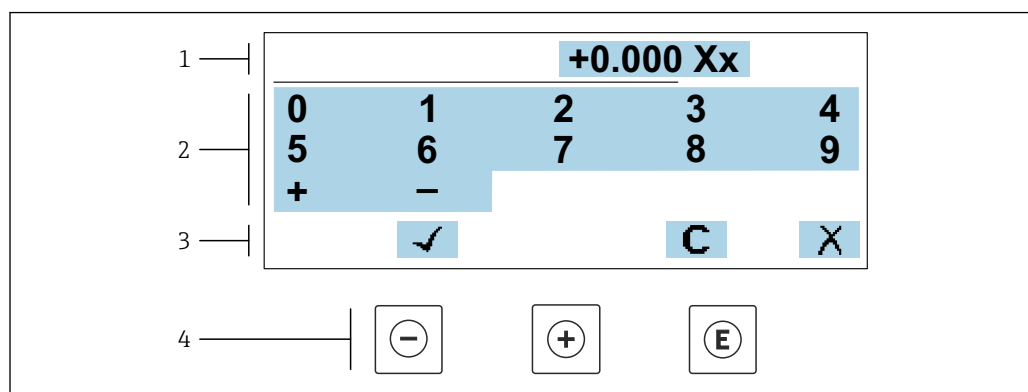 1 +0.000 Xx
0 1 2 3 4
2 5 6 7 8 9
+ −
3 ✓ C X
4 − + E